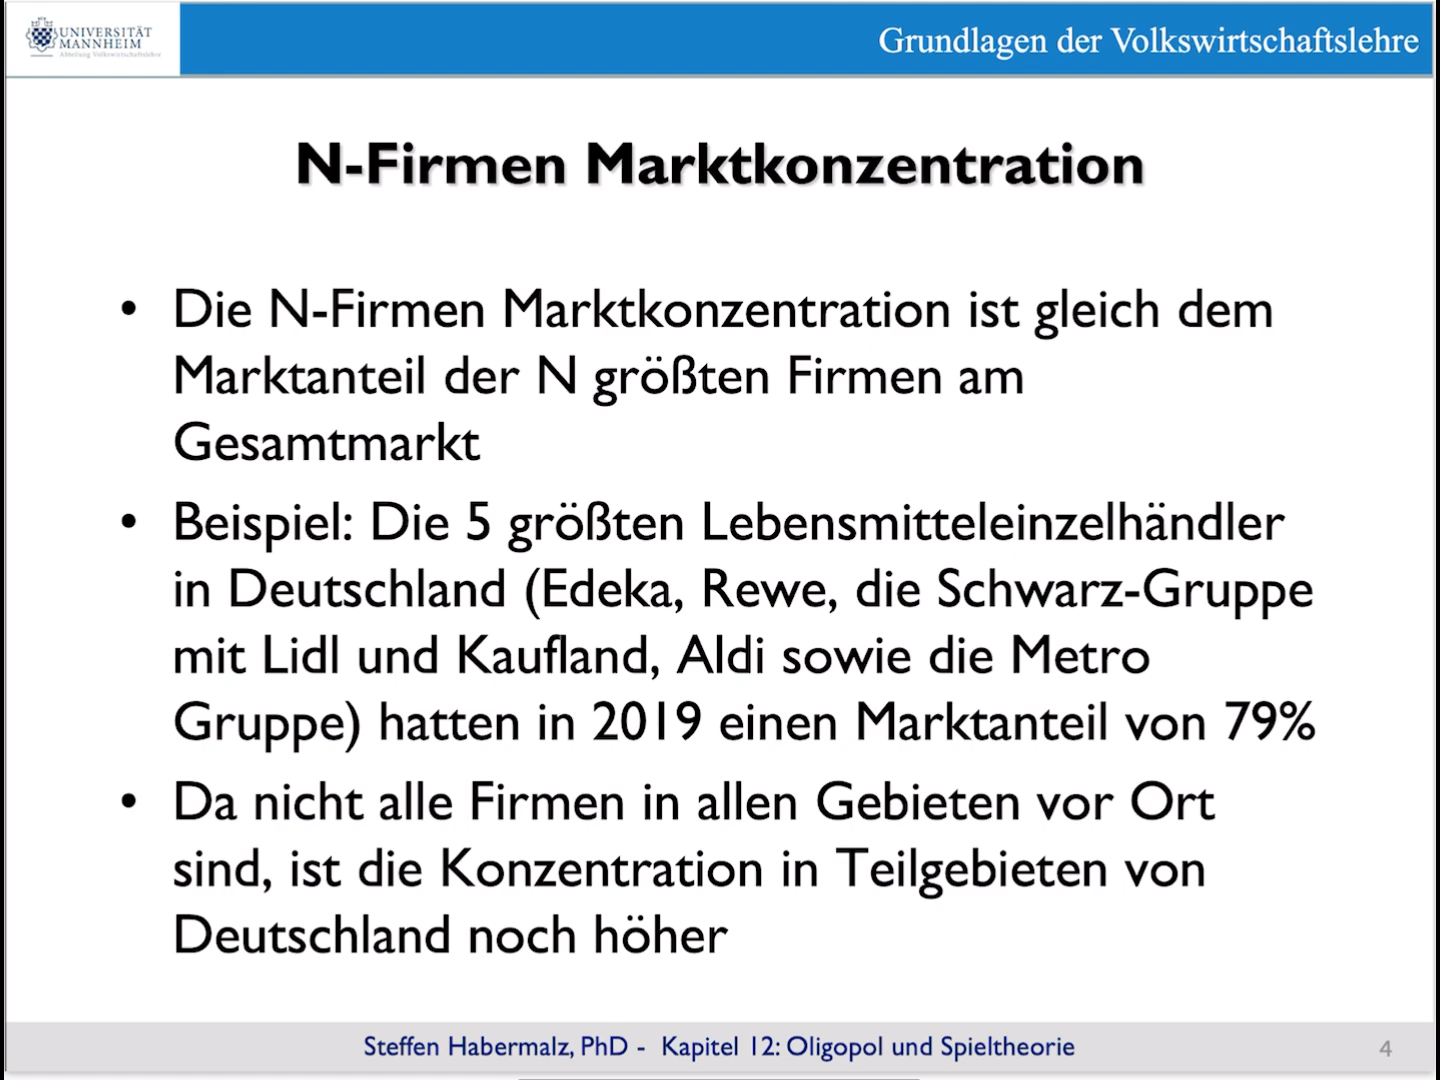 UNIVERSITÄT
MANNHEIM
Abteilung Volkswirtschaftslehre
Grundlagen der Volkswirtschaftslehre
N-Firmen Marktkonzentration
• Die N-Firmen Marktkonzentration ist gleich dem
Marktanteil der N größten Firmen am
Gesamtmarkt
• Beispiel: Die 5 größten Lebensmitteleinzelhändler
in Deutschland (Edeka, Rewe, die Schwarz-Gruppe
mit Lidl und Kaufland, Aldi sowie die Metro
Gruppe) hatten in 2019 einen Marktanteil von 79%
• Da nicht alle Firmen in allen Gebieten vor Ort
sind, ist die Konzentration in Teilgebieten von
Deutschland noch höher
Steffen Habermalz, PhD - Kapitel 12: Oligopol und Spieltheorie
4